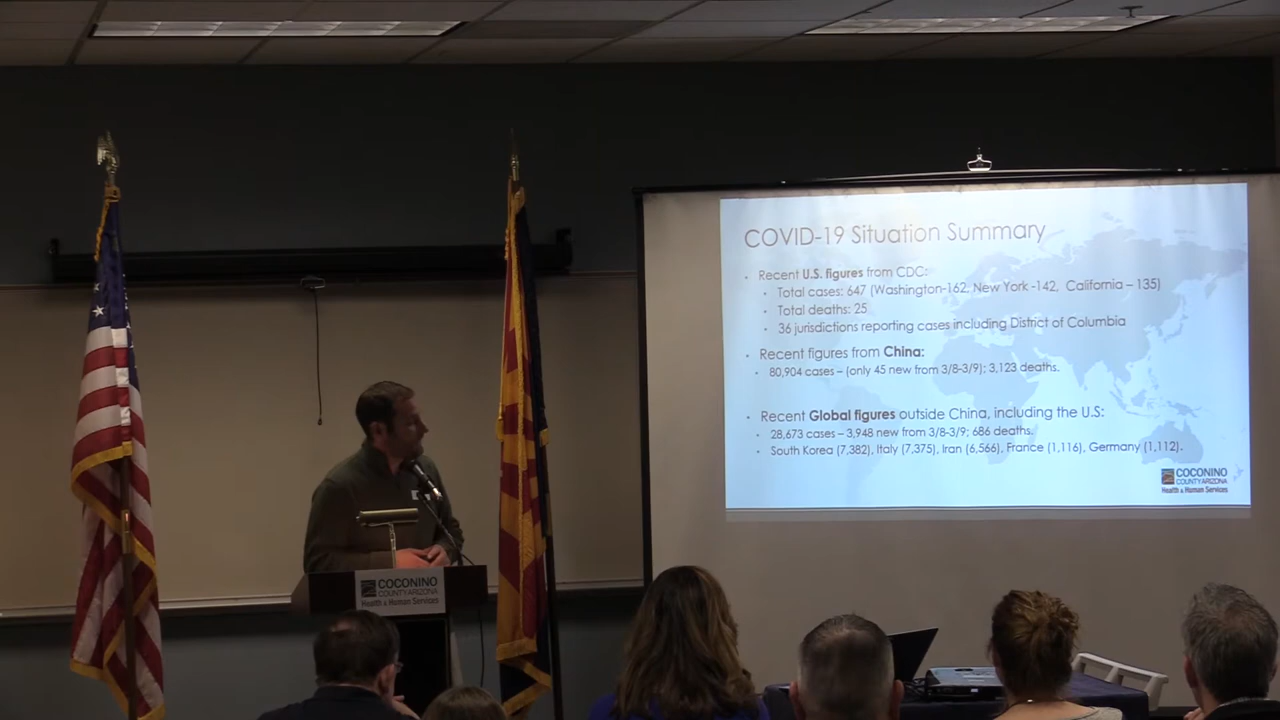 COVID-19 Situation Summary
Recent U.S. figures from CDC:
Total cases: 647 (Washington-162, New York -142, California – 135)
Total deaths: 25
36 jurisdictions reporting cases including District of Columbia
Recent figures from China:
80,904 cases – (only 45 new from 3/8-3/9); 3,123 deaths.
Recent Global figures outside China, including the U.S:
28,673 cases – 3,948 new from 3/8-3/9; 686 deaths.
South Korea (7,382), Italy (7,375), Iran (6,566), France (1,116), Germany (1,112).
COCONINO
COUNTY ARIZONA
Health & Human Services
COCONINO
COUNTY ARIZONA
Health & Human Services